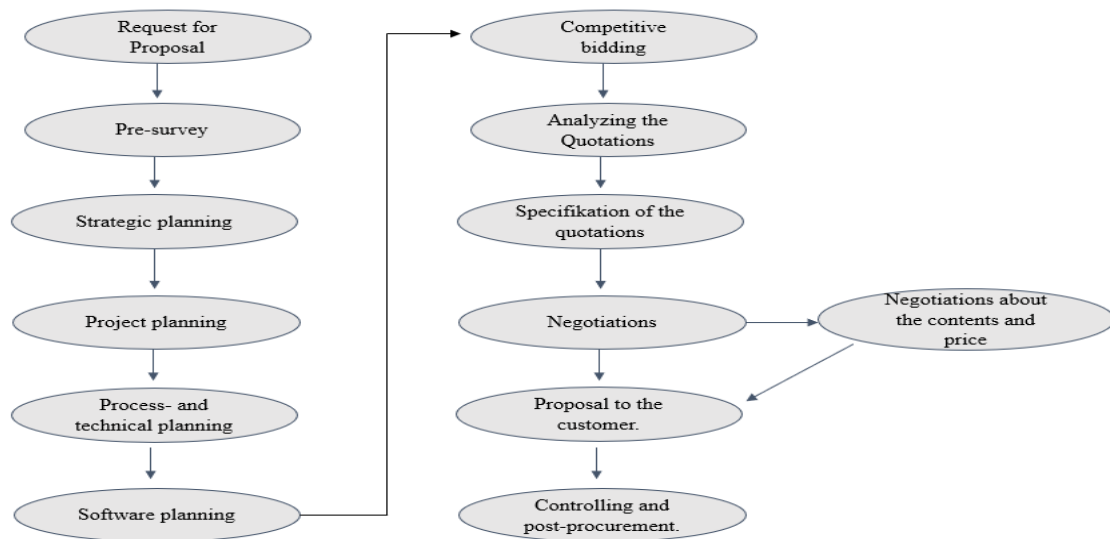 Request for
Proposal
Pre-survey
Strategic planning
Project planning
Process- and
technical planning
Software planning
Competitive
bidding
Analyzing the
Quotations
Specifikation of the
quotations
Negotiations
Negotiations about
the contents and
price
Proposal to the
customer.
Controlling and
post-procurement.